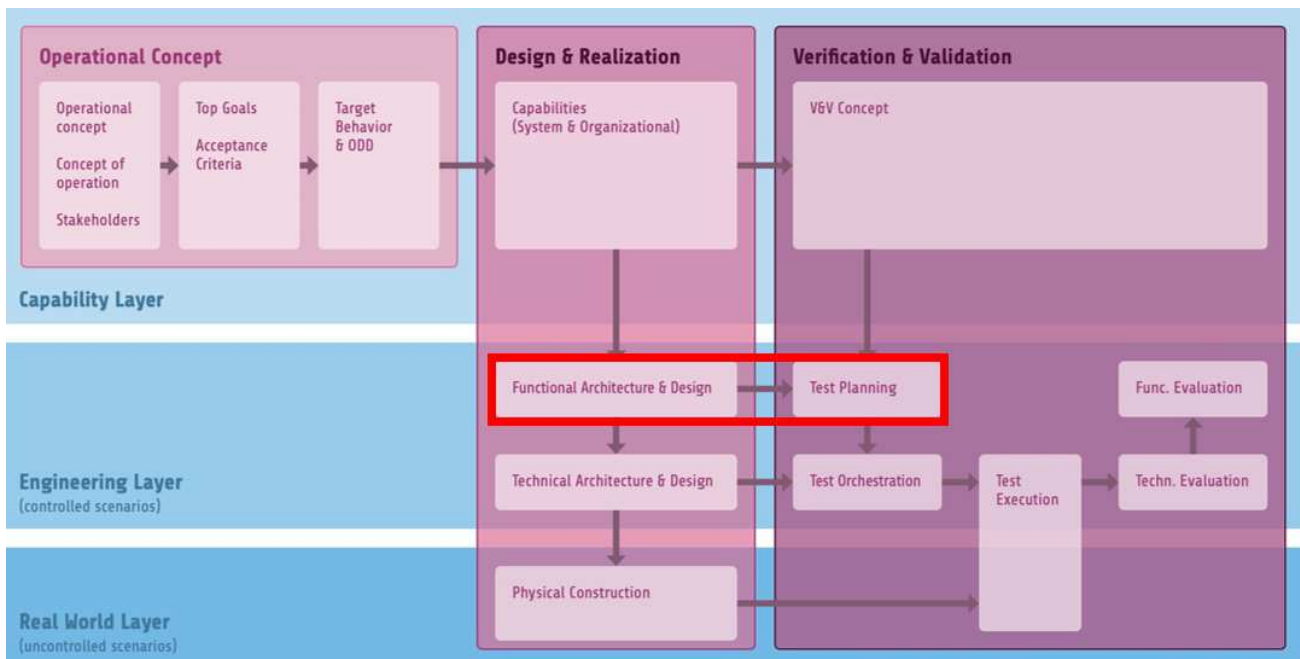 Operational Concept
Operational
concept
Concept of
operation
Stakeholders
Top Goals
Acceptance
Criteria
Target
Behavior
& ODD
Design & Realization
Capabilities
(System & Organizational)
Verification & Validation
V&V Concept
Capability Layer
Functional Architecture & Design
Test Planning
Func. Evaluation
Engineering Layer
(controlled scenarios)
Technical Architecture & Design
Test Orchestration
Test
Execution
Techn. Evaluation
Real World Layer
(uncontrolled scenarios)
Physical Construction